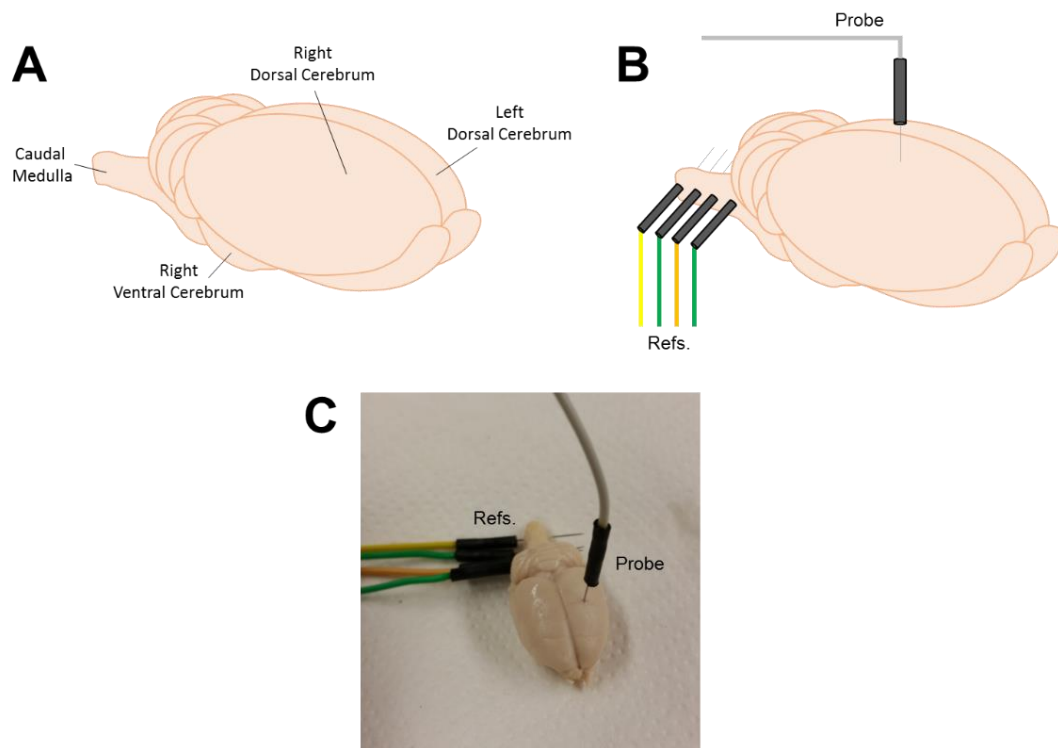 A
Right
Dorsal Cerebrum
Left
Dorsal Cerebrum
Caudal
Medulla
Right
Ventral Cerebrum
B
Probe
Refs.
C
Refs.
Probe